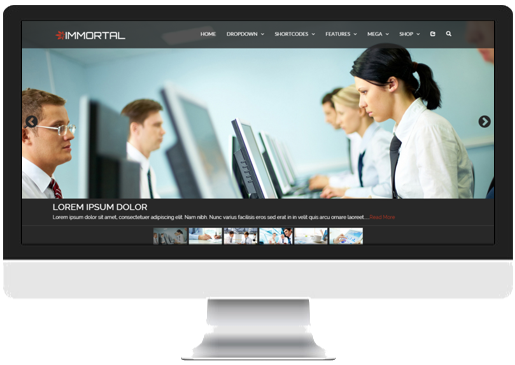 IMMORTAL
HOME DROPDOWN SHORTCODES FEATURES MEGA SHOP
LOREM IPSUM DOLOR
Lorem ipsum dolor sit amet, consectetuer adipiscing elit. Nam nibh. Nunc varius facilisis eros sed erat in in velit quis arcu ornare laoreet....Read More